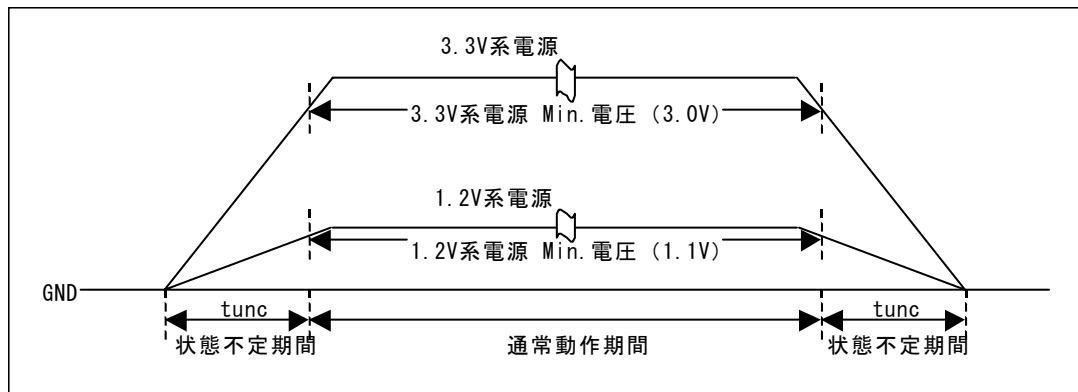 3.3V系電源
3.3V系電源 Min.電圧 (3.0V)
1.2V系電源
1.2V系電源 Min.電圧 (1.1V)
GND
tunc
tunc
状態不定期間
通常動作期間
状態不定期間